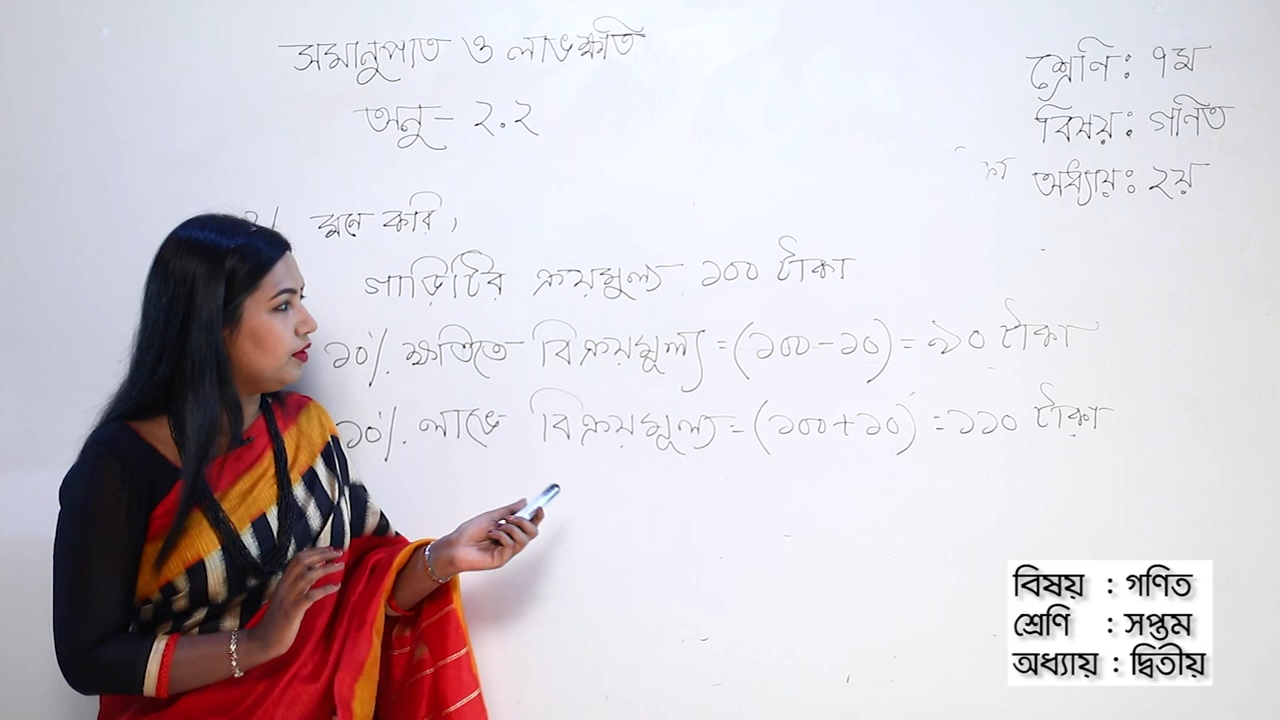 সমানুপাত ও লাভক্ষতি
অনু- ২.২
শ্রেণি: ৭ম
বিষয়: গণিত
অধ্যায়: ২য়
মনে করি,
গাড়িটির ক্রয়মূল্য ১০০ টাকা
১০% ক্ষতিতে বিক্রয়মূল্য = (১০০-১০) = ৯০ টাকা
১০% লাভে বিক্রয়মূল্য = (১০০+১০) = ১১০ টাকা
বিষয় : গণিত
শ্রেণি : সপ্তম
অধ্যায় : দ্বিতীয়